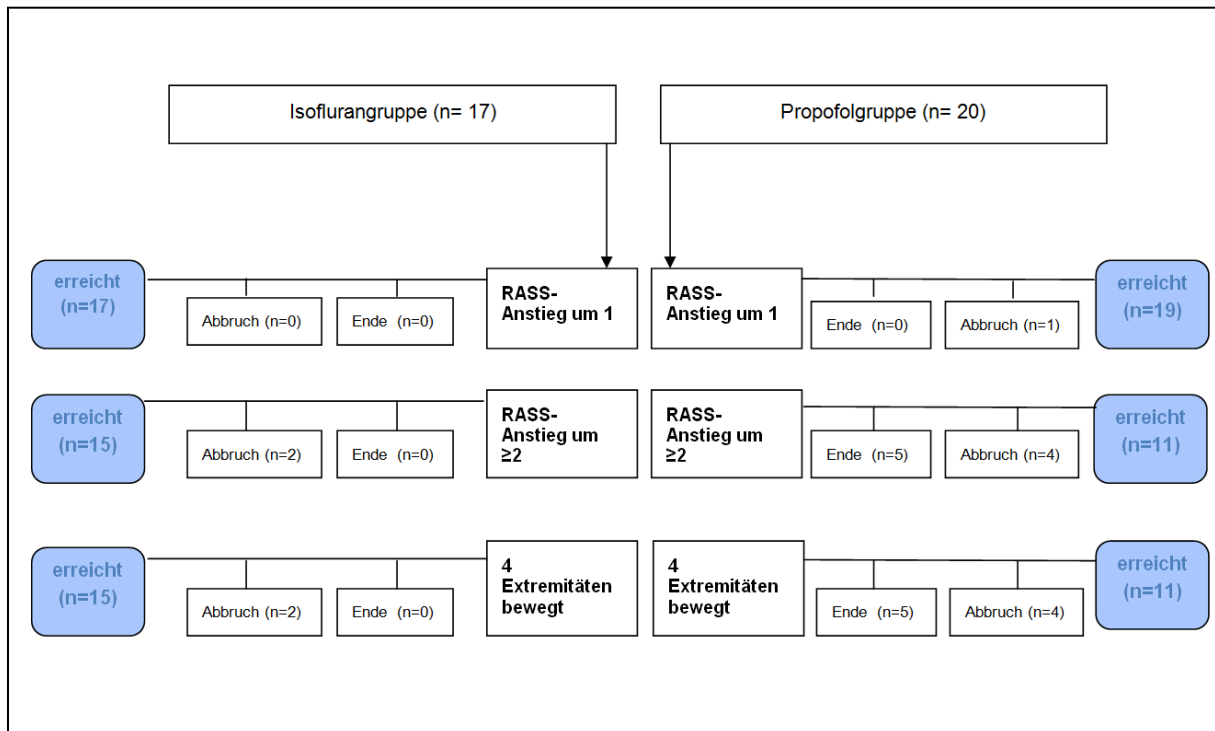 Isoflurangruppe (n= 17)
Propofolgruppe (n= 20)
erreicht
(n=17)
Abbruch (n=0)
Ende (n=0)
RASS-
Anstieg um 1
RASS-
Anstieg um 1
Ende (n=0)
Abbruch (n=1)
erreicht
(n=19)
erreicht
(n=15)
Abbruch (n=2)
Ende (n=0)
RASS-
Anstieg um
≥2
RASS-
Anstieg um
≥2
Ende (n=5)
Abbruch (n=4)
erreicht
(n=11)
erreicht
(n=15)
Abbruch (n=2)
Ende (n=0)
4
Extremitäten
bewegt
4
Extremitäten
bewegt
Ende (n=5)
Abbruch (n=4)
erreicht
(n=11)